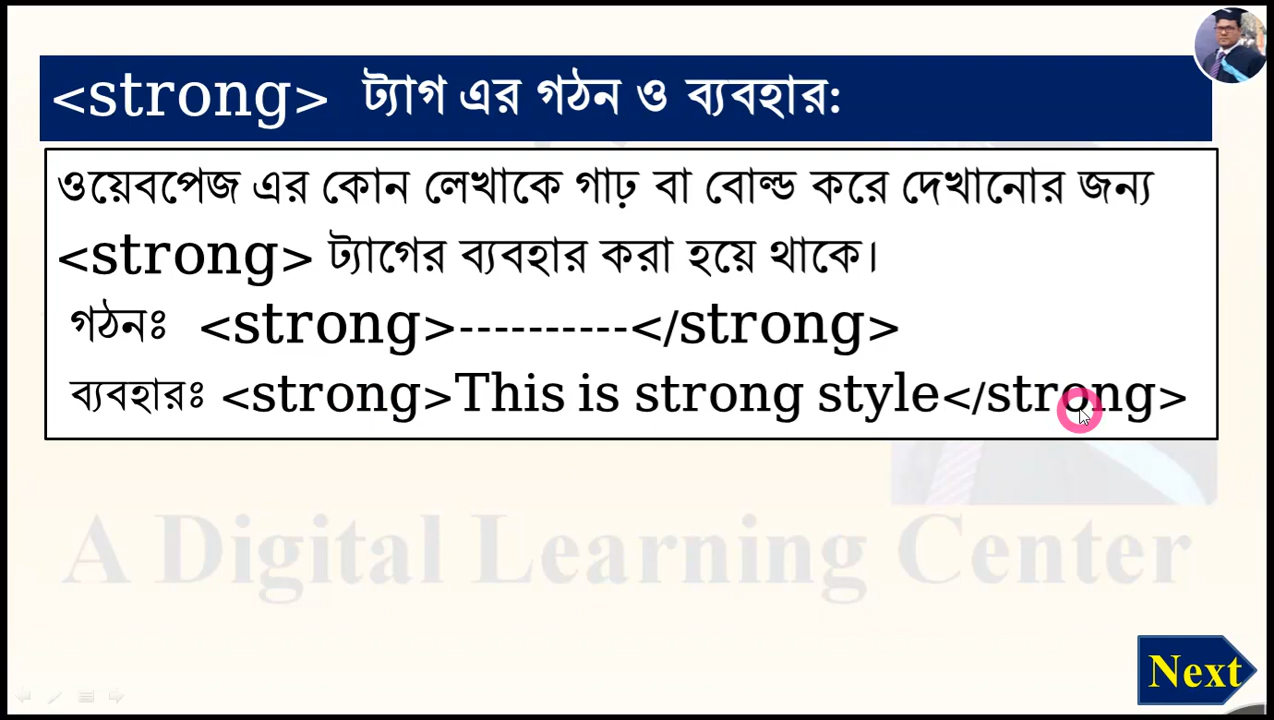 <strong> ট্যাগ এর গঠন ও ব্যবহার:
ওয়েবপেজ এর কোন লেখাকে গাঢ় বা বোল্ড করে দেখানোর জন্য
<strong> ট্যাগের ব্যবহার করা হয়ে থাকে।
গঠনঃ <strong>----------</strong>
ব্যবহারঃ <strong>This is strong style</strong>
A Digital Learning Center
Next